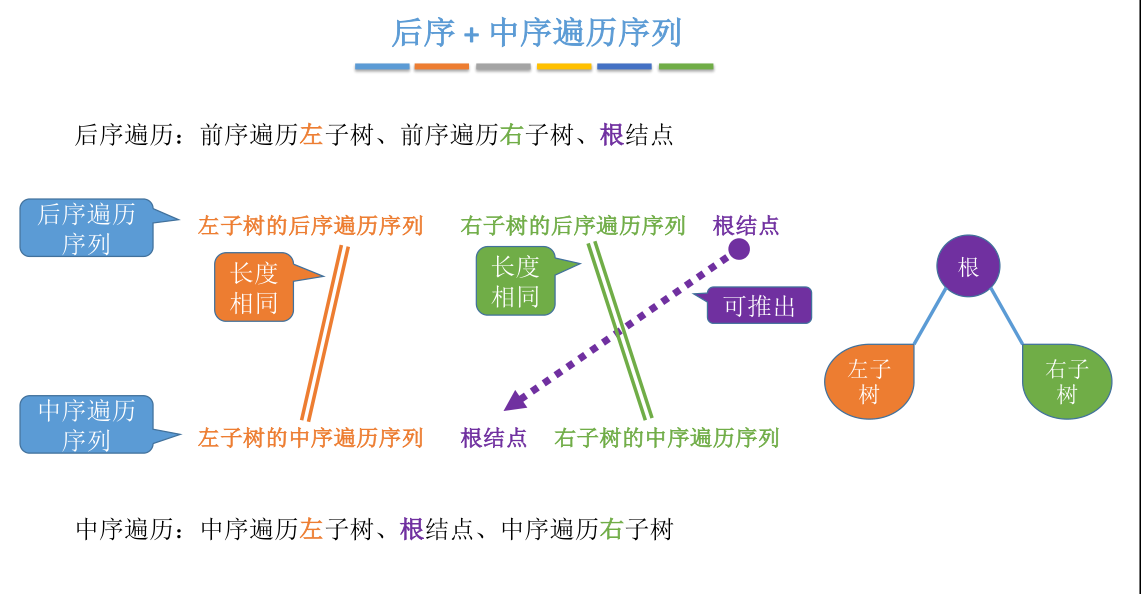 后序 + 中序遍历序列
后序遍历：前序遍历左子树、前序遍历右子树、根结点
后序遍历
序列
左子树的后序遍历序列
右子树的后序遍历序列
根结点
长度
相同
长度
相同
可推出
根
左子
树
右子
树
中序遍历
序列
左子树的中序遍历序列
根结点
右子树的中序遍历序列
中序遍历：中序遍历左子树、根结点、中序遍历右子树